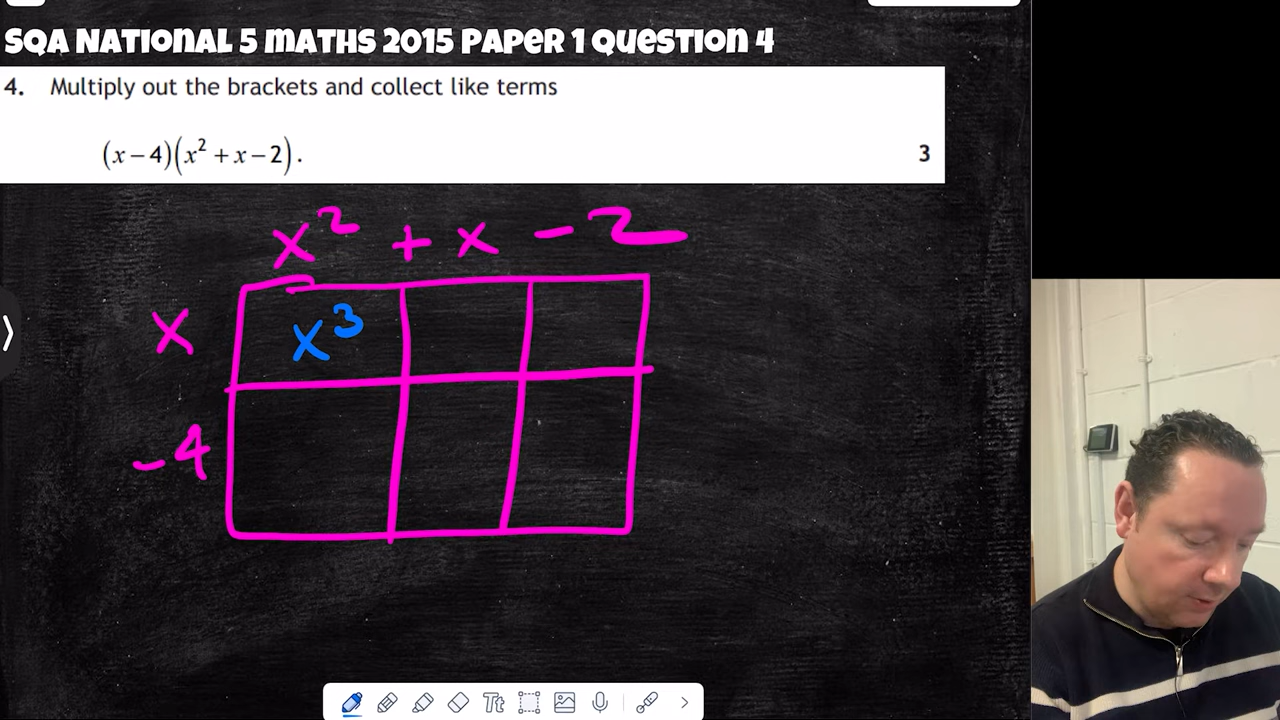 SQA National 5 maths 2015 Paper 1 Question 4
4. Multiply out the brackets and collect like terms
(x – 4)(x² + x – 2). 3
x² + x - 2
x x³
-4
Tt